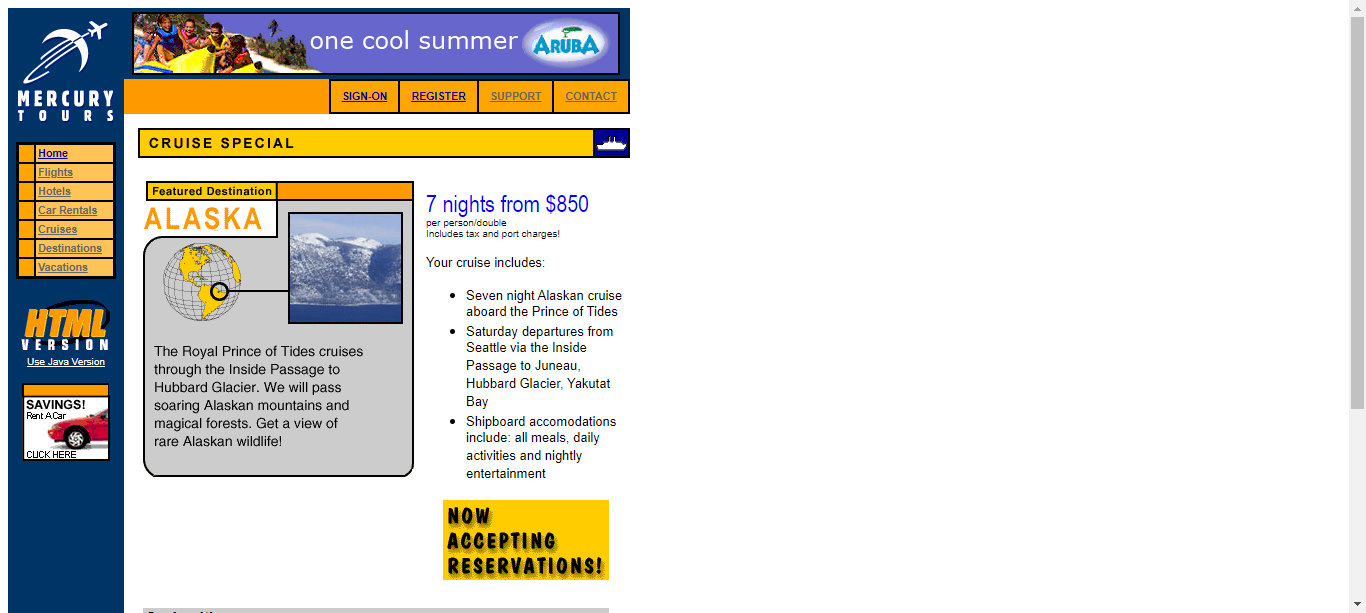 one cool summer
ARUBA
MERCURY
TOURS
SIGN-ON
REGISTER
SUPPORT
CONTACT
CRUISE SPECIAL
Home
Flights
Hotels
Car Rentals
Cruises
Destinations
Vacations
HTML
VERSION
Use Java Version
SAVINGS!
Rent A Car
CLICK HERE
Featured Destination
ALASKA
The Royal Prince of Tides cruises
through the Inside Passage to
Hubbard Glacier. We will pass
soaring Alaskan mountains and
magical forests. Get a view of
rare Alaskan wildlife!
7 nights from $850
per person/double
Includes tax and port charges!
Your cruise includes:
Seven night Alaskan cruise
aboard the Prince of Tides
Saturday departures from
Seattle via the Inside
Passage to Juneau,
Hubbard Glacier, Yakutat
Bay
Shipboard accomodations
include: all meals, daily
activities and nightly
entertainment
NOW
ACCEPTING
RESERVATIONS!